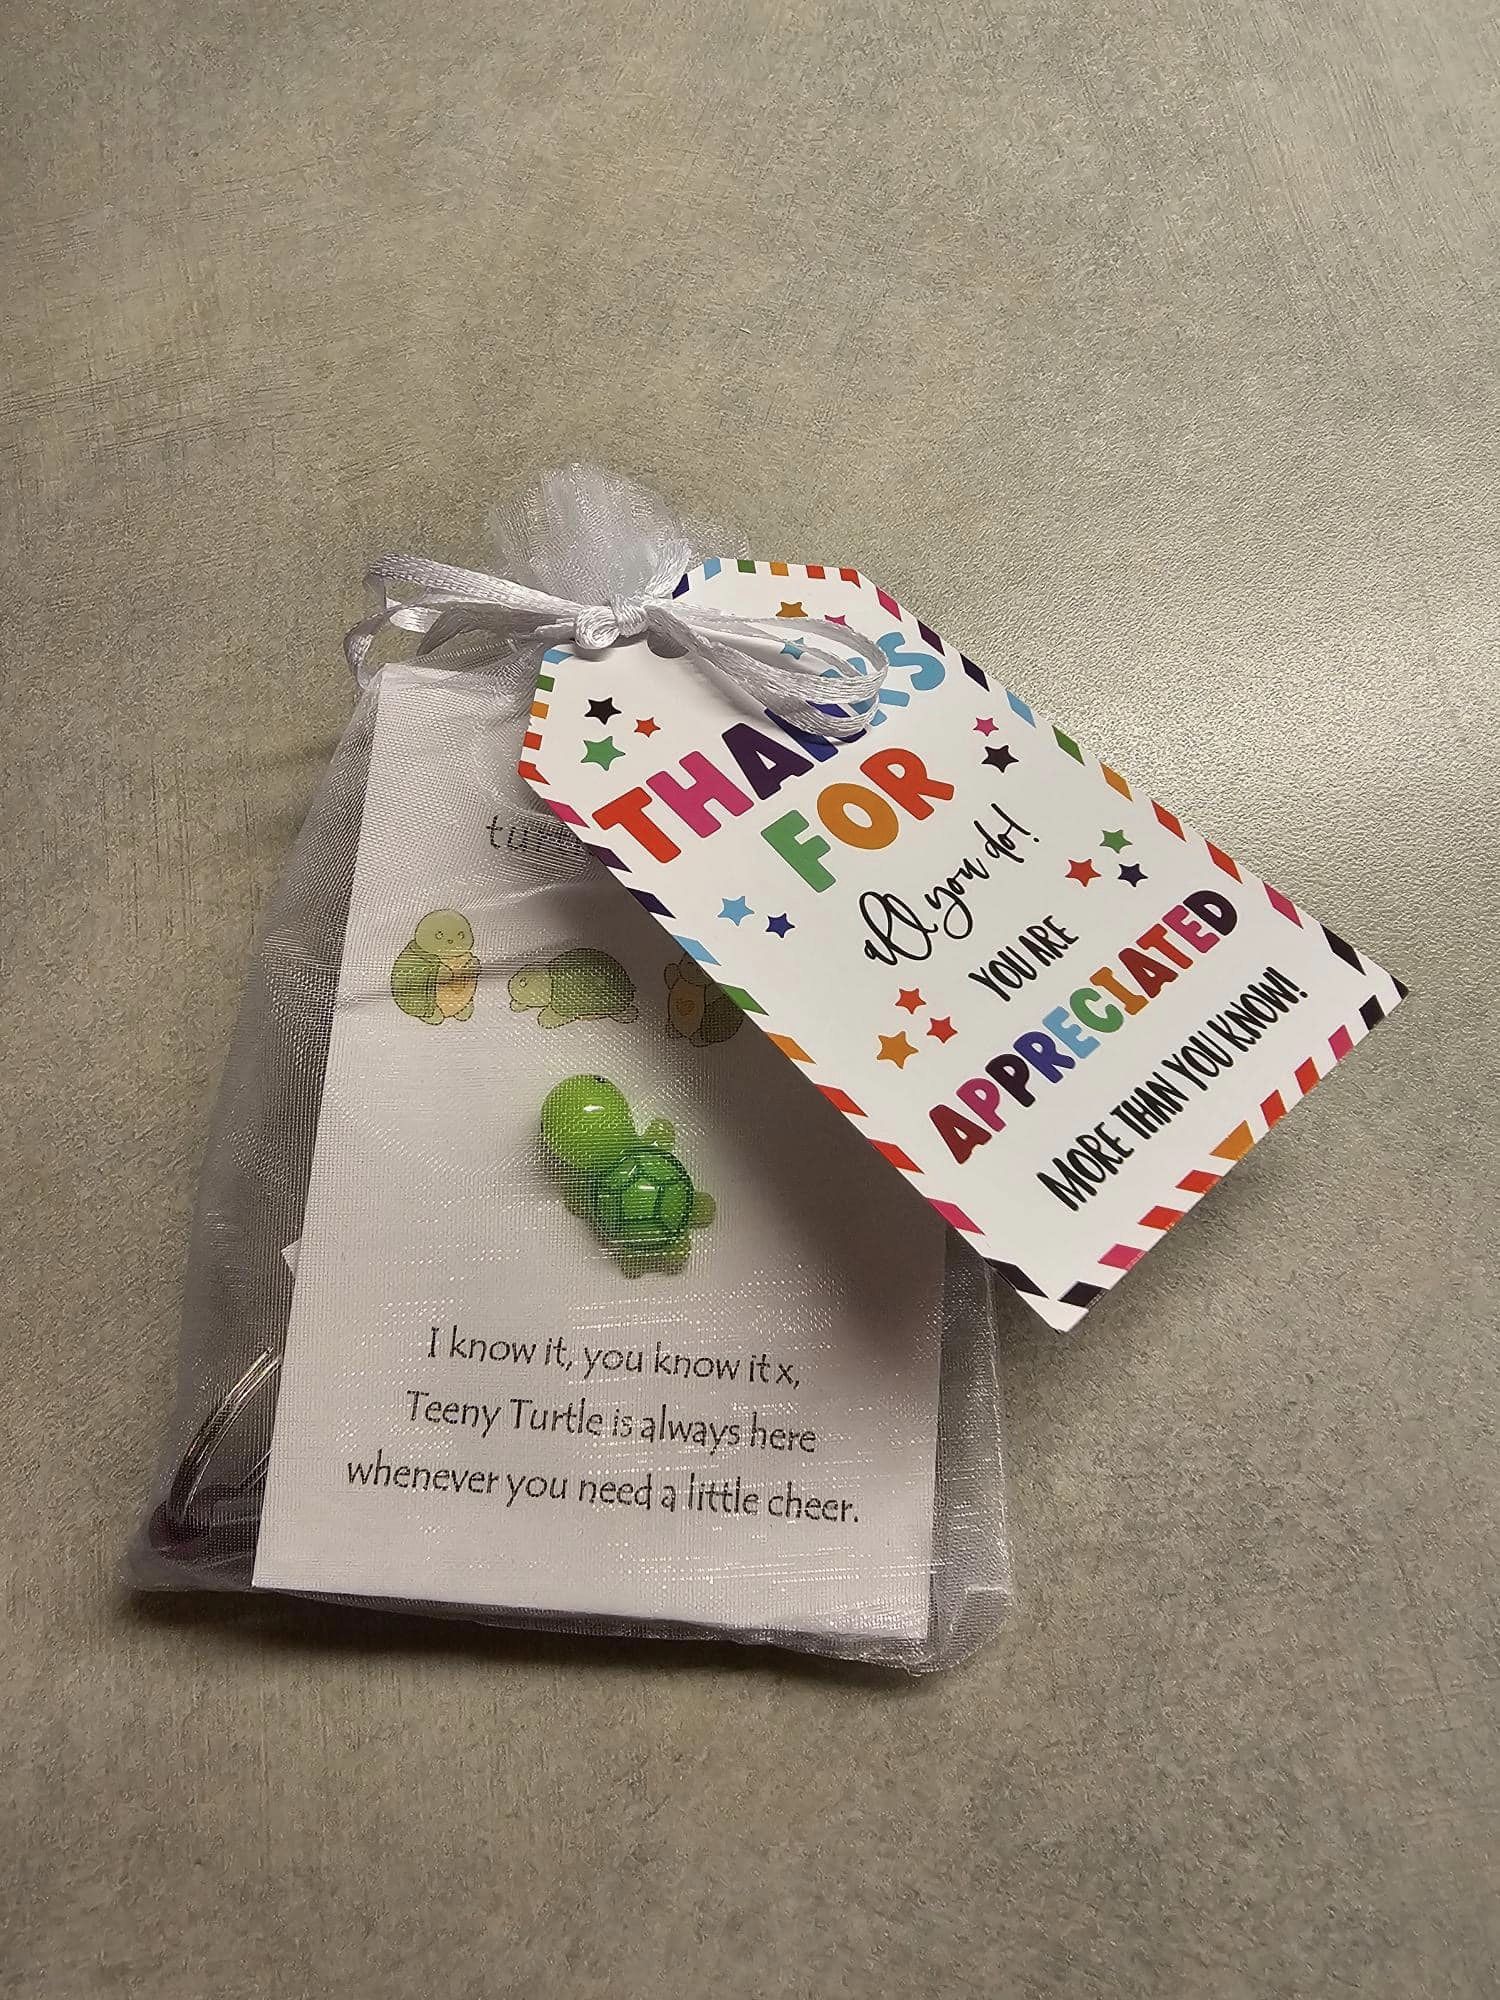 THANKS
FOR
all you do!
YOU ARE
APPRECIATED
MORE THAN YOU KNOW!
I know it, you know it x,
Teeny Turtle is always here
whenever you need a little cheer.